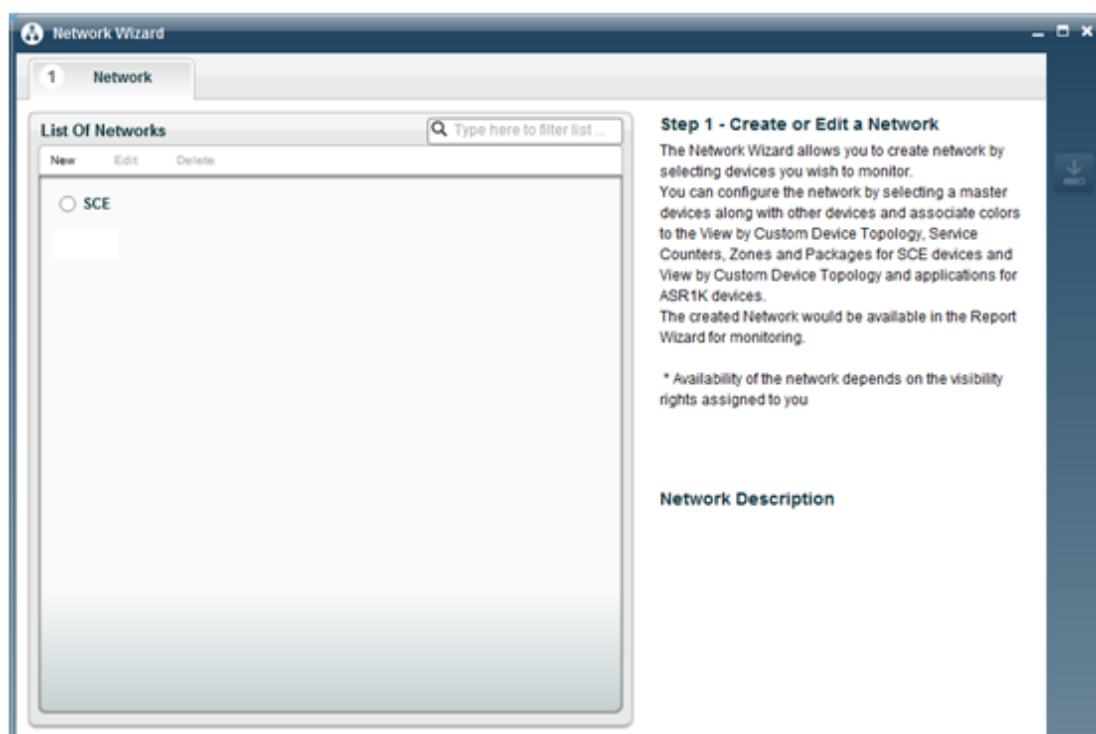 Network Wizard
1 Network
List Of Networks
Type here to filter list ...
New Edit Delete
SCE
Step 1 - Create or Edit a Network
The Network Wizard allows you to create network by
selecting devices you wish to monitor.
You can configure the network by selecting a master
devices along with other devices and associate colors
to the View by Custom Device Topology, Service
Counters, Zones and Packages for SCE devices and
View by Custom Device Topology and applications for
ASR1K devices.
The created Network would be available in the Report
Wizard for monitoring.
* Availability of the network depends on the visibility
rights assigned to you
Network Description